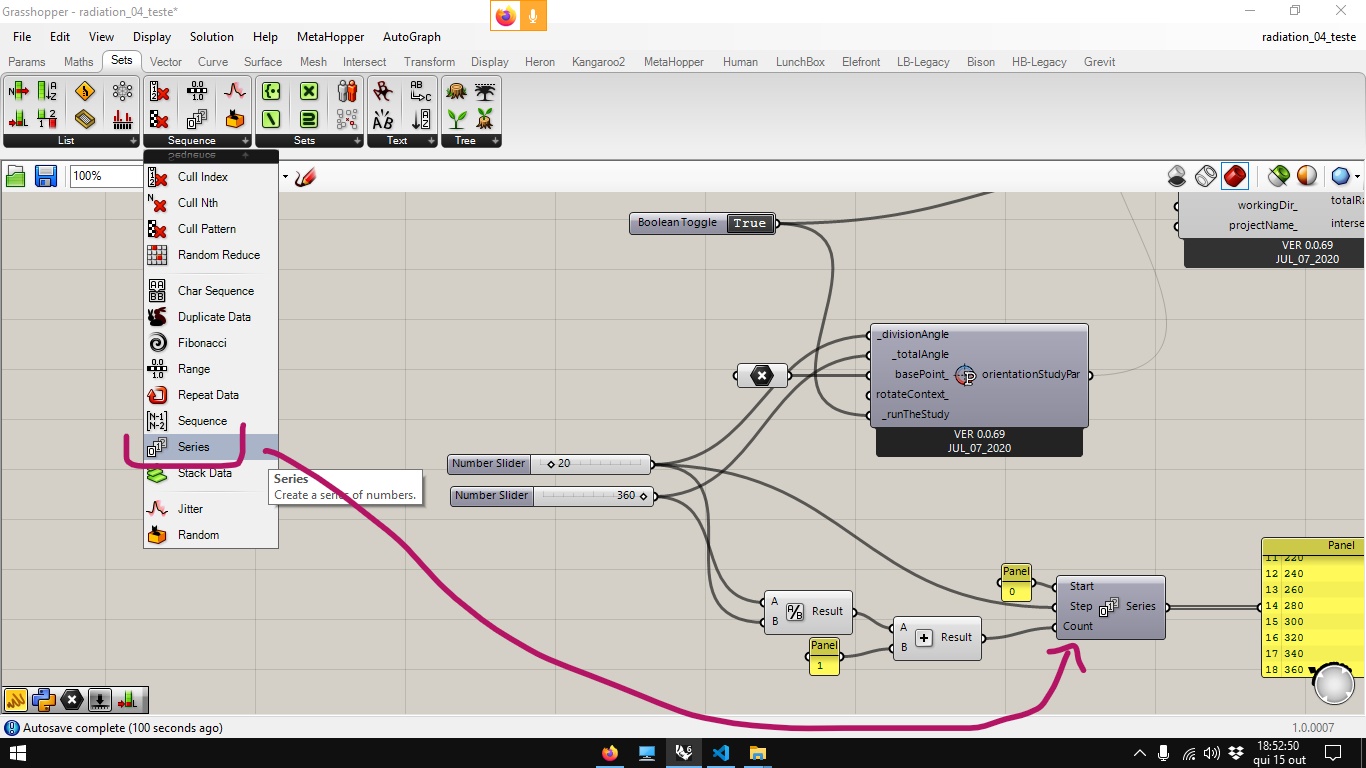 Grasshopper - radiation_04_teste*
File Edit View Display Solution Help MetaHopper AutoGraph radiation_04_teste
Params Maths Sets Vector Curve Surface Mesh Intersect Transform Display Heron Kangaroo2 MetaHopper Human LunchBox Elefront LB-Legacy Bison HB-Legacy Grevit
List Sequence Sets Text Tree
100%
Cull Index
Cull Nth
Cull Pattern
Random Reduce
Char Sequence
Duplicate Data
Fibonacci
Range
Repeat Data
Sequence
Series
Stack Data
Jitter
Random
Series
Create a series of numbers.
Boolean Toggle True
workingDir_ totalRa
projectName_ interse
VER 0.0.69
JUL_07_2020
_divisionAngle
_totalAngle
basePoint_ orientationStudyPar
rotateContext_
_runTheStudy
VER 0.0.69
JUL_07_2020
Number Slider 20
Number Slider 360
A
B
A/B Result
Panel
1
A
B
Result
Panel
0
Start
Step Series
Count
Panel
11 220
12 240
13 260
14 280
15 300
16 320
17 340
18 360
Autosave complete (100 seconds ago) 1.0.0007
18:52:50
qui 15 out